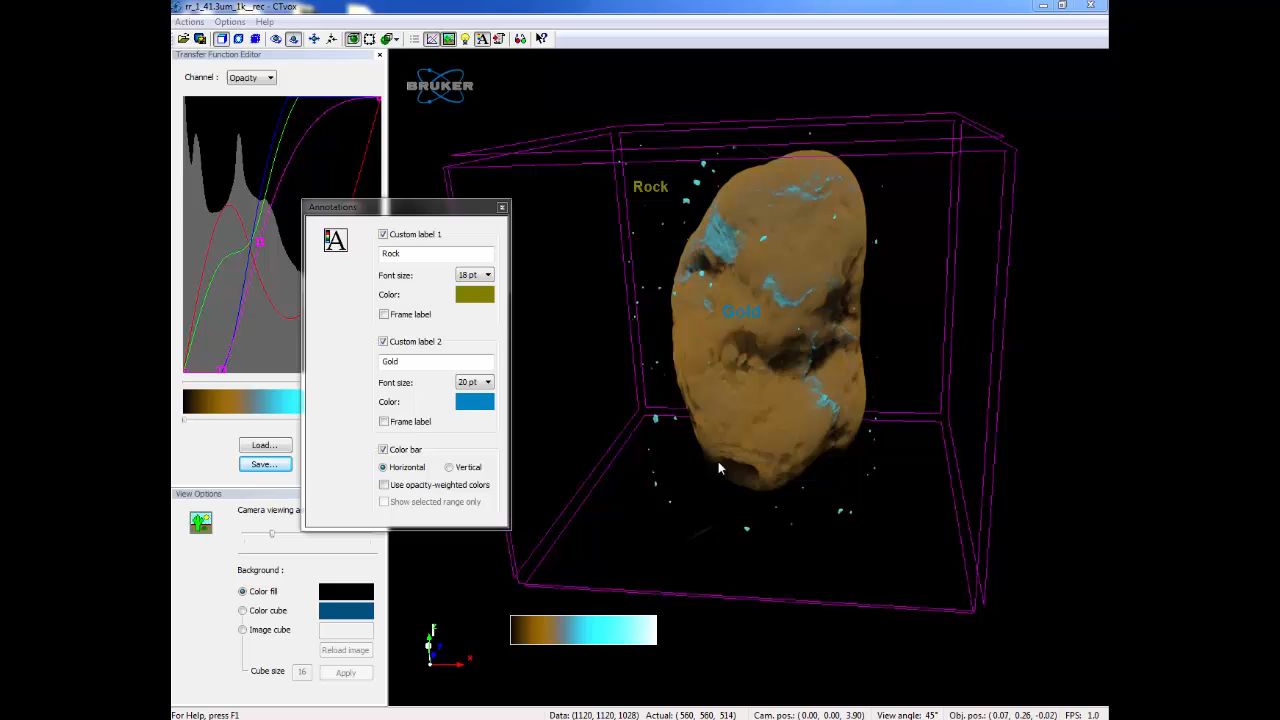 rr_1_41.3um_1k__rec - CTvox
Actions Options Help
Transfer Function Editor
Channel : Opacity
BRUKER
Rock
Gold
Annotations
Custom label 1
Rock
Font size: 18 pt
Color:
Frame label
Custom label 2
Gold
Font size: 20 pt
Color:
Frame label
Color bar
Horizontal Vertical
Use opacity-weighted colors
Show selected range only
Load...
Save...
View Options
Camera viewing a
Background :
Color fill
Color cube
Image cube
Reload image
Cube size 16 Apply
x
For Help, press F1 Data: (1120, 1120, 1028) Actual: ( 560, 560, 514) Cam. pos.: ( 0.00, 0.00, 3.90) View angle: 45° Obj. pos.: ( 0.07, 0.26, -0.02) FPS: 1.0